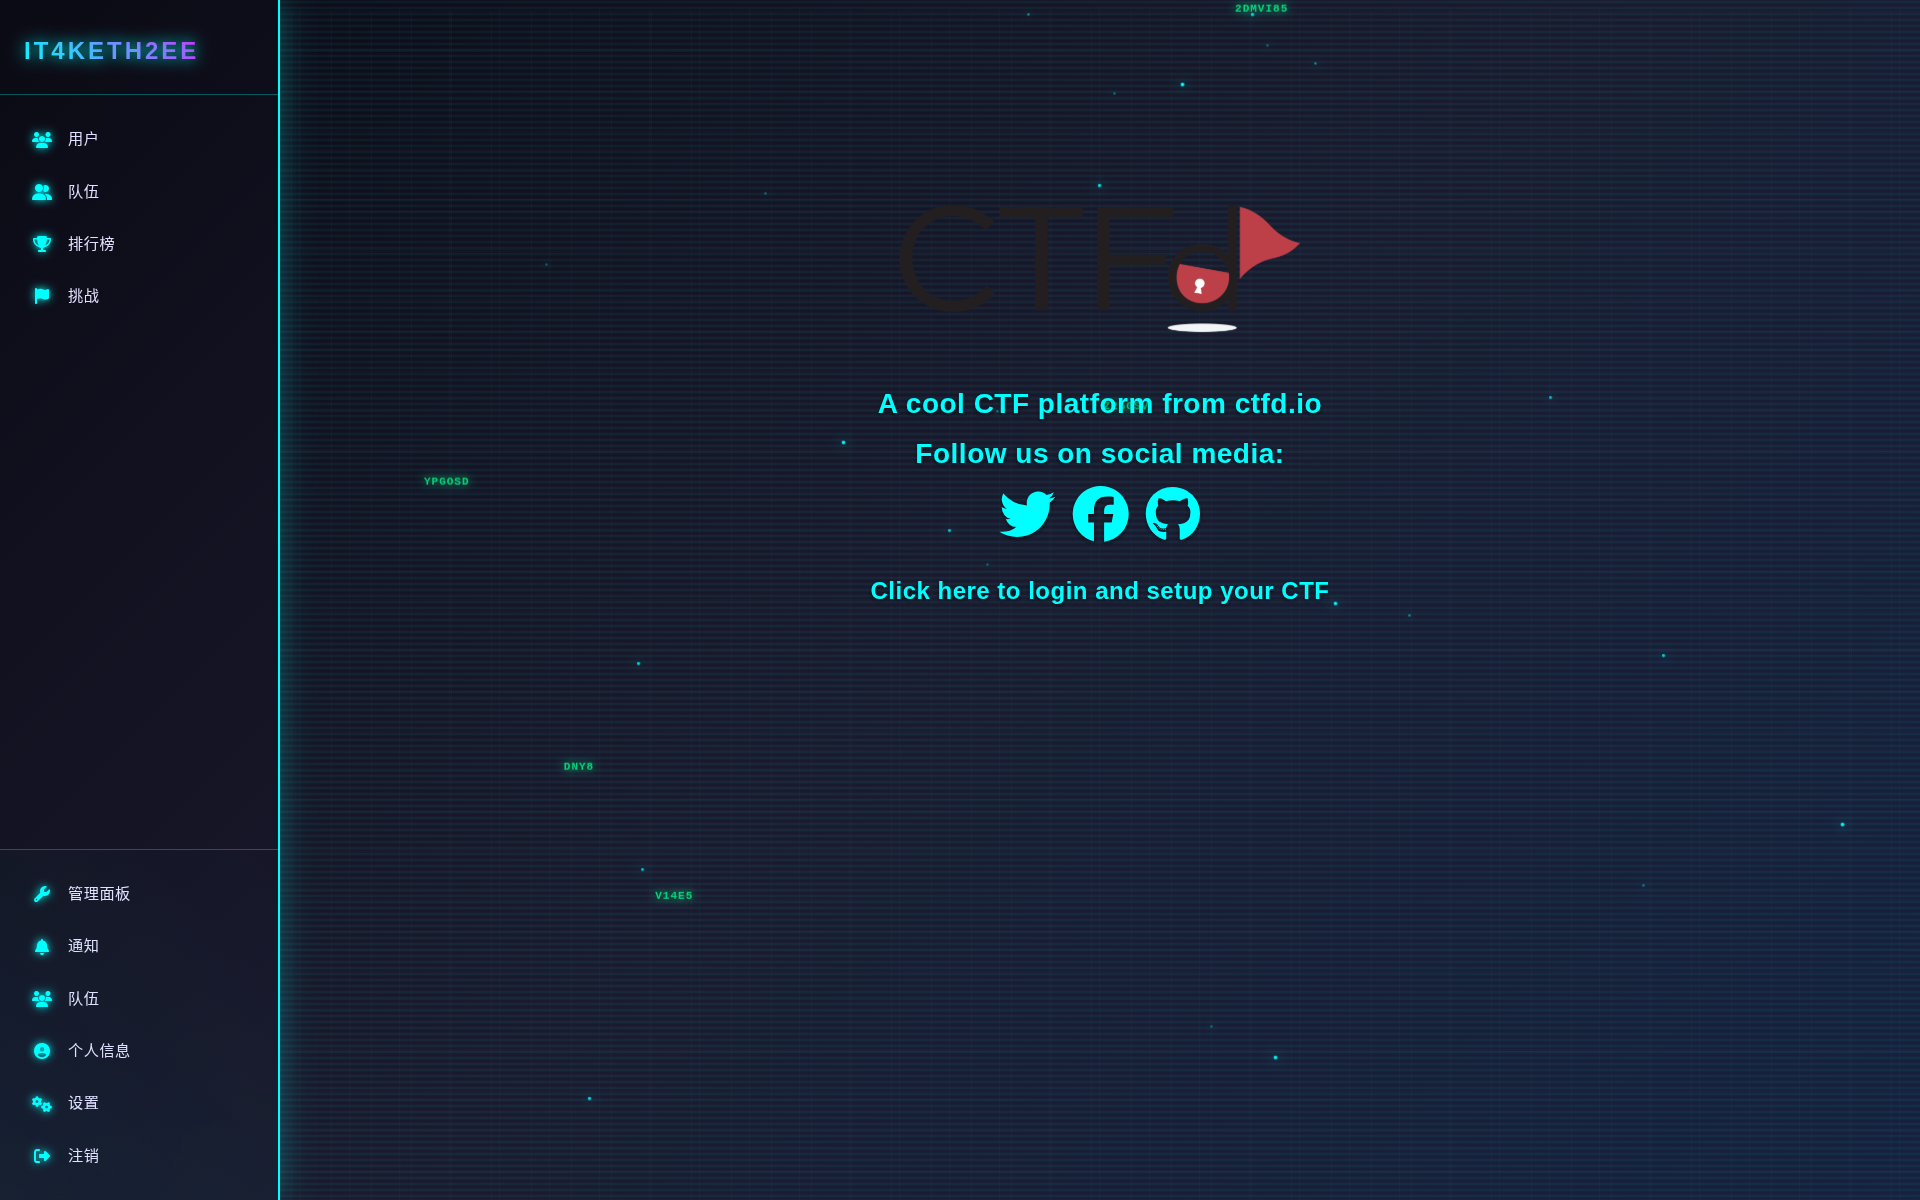 IT4KETH2EE
用户
队伍
排行榜
挑战
管理面板
通知
队伍
个人信息
设置
注销
2DMVI85
CTFd
A cool CTF platform from ctfd.io
Follow us on social media:
YPGOSD
Click here to login and setup your CTF
DNY8
V14E5